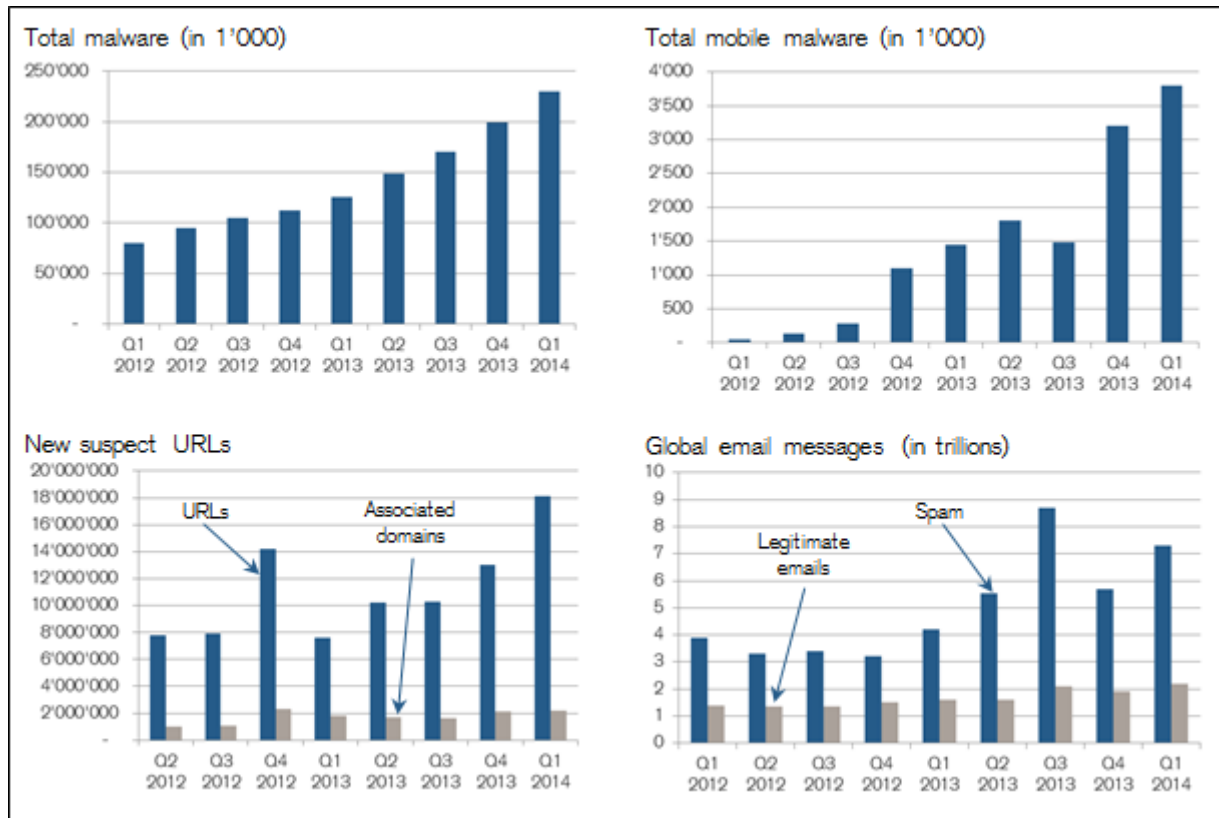 Total malware (in 1'000)
250'000
200'000
150'000
100'000
50'000
-
Q1 Q2 Q3 Q4 Q1 Q2 Q3 Q4 Q1
2012 2012 2012 2012 2013 2013 2013 2013 2014
Total mobile malware (in 1'000)
4'000
3'500
3'000
2'500
2'000
1'500
1'000
500
-
Q1 Q2 Q3 Q4 Q1 Q2 Q3 Q4 Q1
2012 2012 2012 2012 2013 2013 2013 2013 2014
New suspect URLs
20'000'000
18'000'000
16'000'000
14'000'000
12'000'000
10'000'000
8'000'000
6'000'000
4'000'000
2'000'000
-
URLs
Associated
domains
Q2 Q3 Q4 Q1 Q2 Q3 Q4 Q1
2012 2012 2012 2013 2013 2013 2013 2014
Global email messages (in trillions)
10
9
8
7
6
5
4
3
2
1
0
Spam
Legitimate
emails
Q1 Q2 Q3 Q4 Q1 Q2 Q3 Q4 Q1
2012 2012 2012 2012 2013 2013 2013 2013 2014